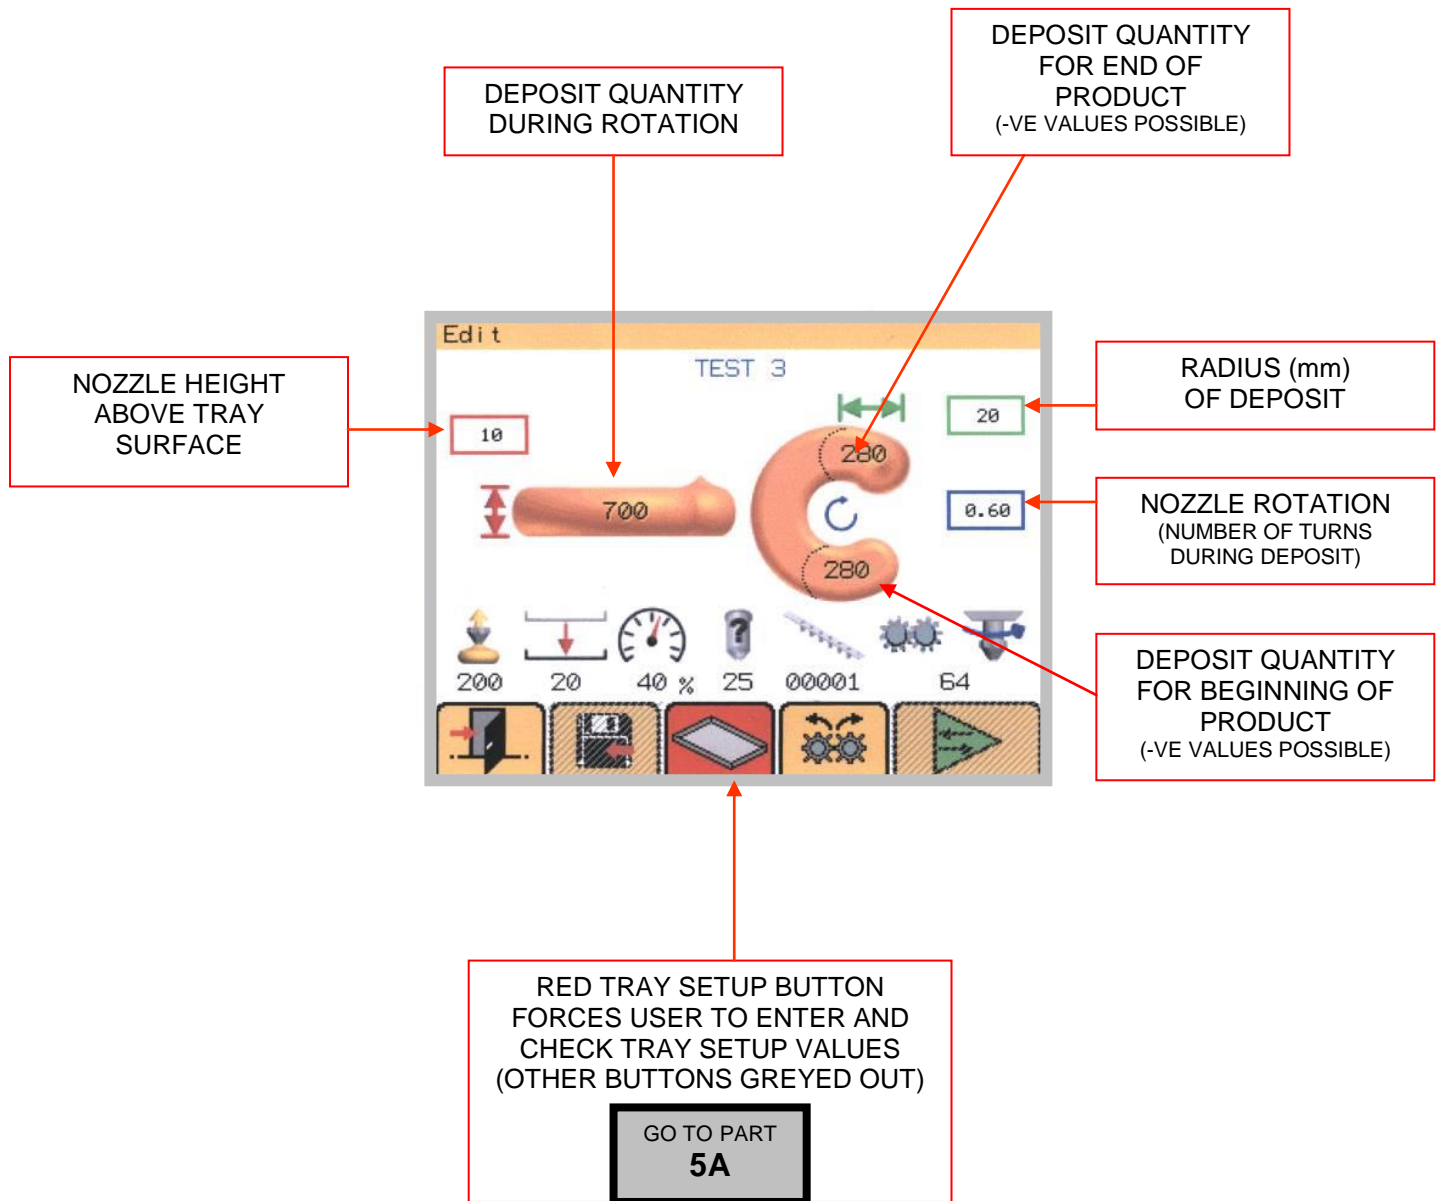 DEPOSIT QUANTITY
FOR END OF
PRODUCT
(-VE VALUES POSSIBLE)
DEPOSIT QUANTITY
DURING ROTATION
Edit
TEST 3
NOZZLE HEIGHT
ABOVE TRAY
SURFACE
RADIUS (mm)
OF DEPOSIT
10
20
280
700
0.60
280
NOZZLE ROTATION
(NUMBER OF TURNS
DURING DEPOSIT)
?
200 20 40 % 25 00001 64
DEPOSIT QUANTITY
FOR BEGINNING OF
PRODUCT
(-VE VALUES POSSIBLE)
RED TRAY SETUP BUTTON
FORCES USER TO ENTER AND
CHECK TRAY SETUP VALUES
(OTHER BUTTONS GREYED OUT)
GO TO PART
5A